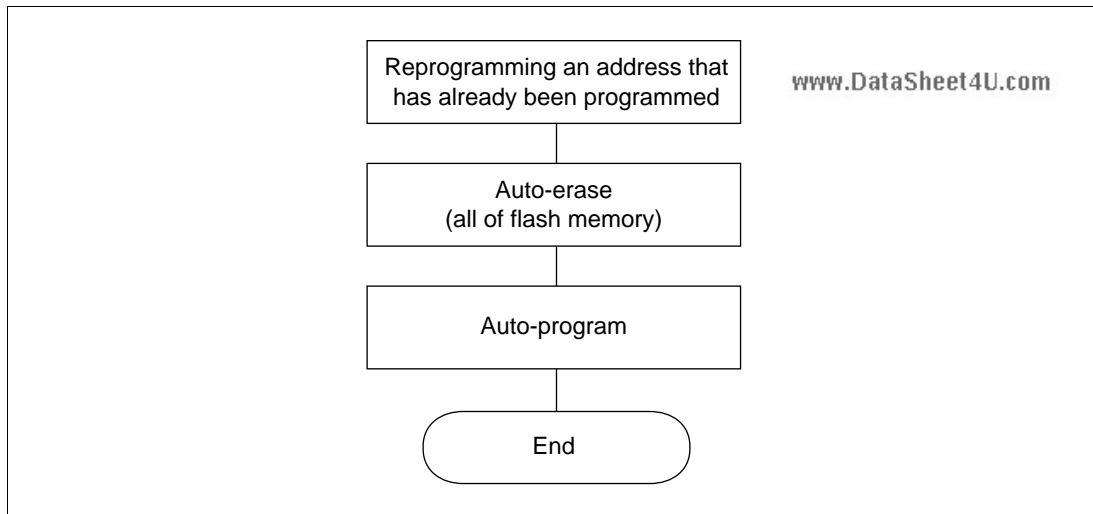 Reprogramming an address that
has already been programmed
www.DataSheet4U.com
Auto-erase
(all of flash memory)
Auto-program
End